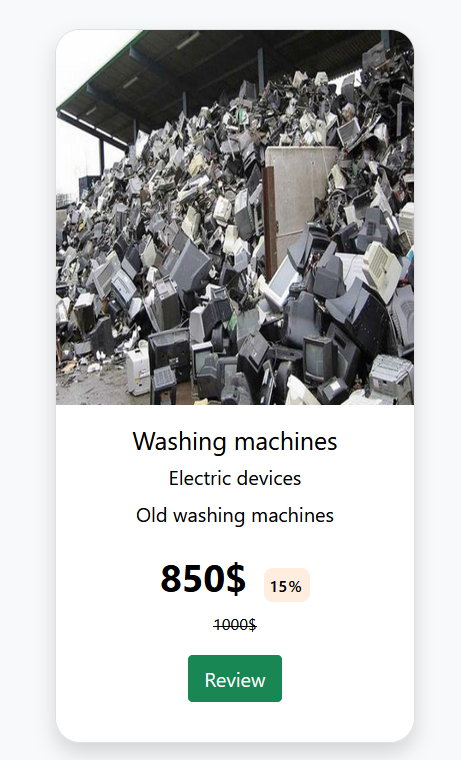 Washing machines
Electric devices
Old washing machines
850$ 15%
1000$
Review